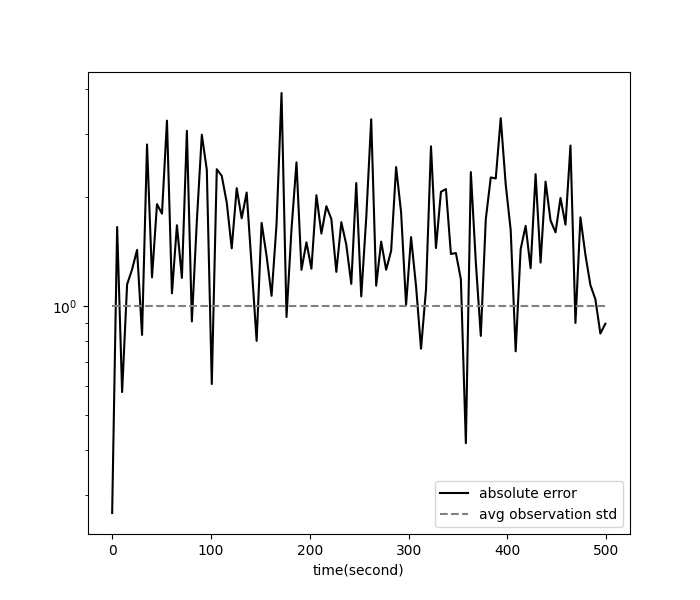 10⁰
absolute error
avg observation std
0 100 200 300 400 500
time(second)